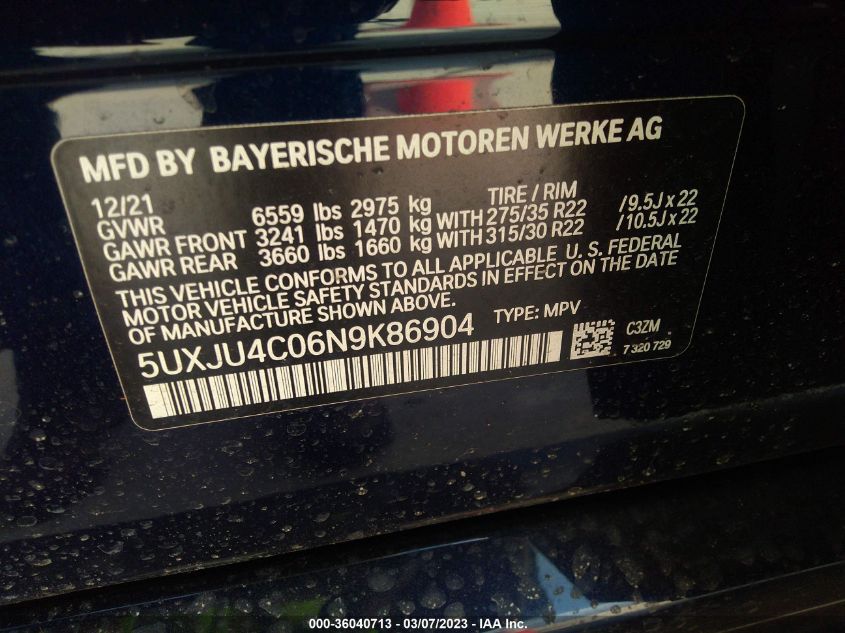 MFD BY BAYERISCHE MOTOREN WERKE AG
12/21 TIRE / RIM
GVWR 6559 lbs 2975 kg
GAWR FRONT 3241 lbs 1470 kg WITH 275/35 R22 /9.5J x 22
GAWR REAR 3660 lbs 1660 kg WITH 315/30 R22 /10.5J x 22
THIS VEHICLE CONFORMS TO ALL APPLICABLE U. S. FEDERAL
MOTOR VEHICLE SAFETY STANDARDS IN EFFECT ON THE DATE
OF MANUFACTURE SHOWN ABOVE.
5UXJU4C06N9K86904 TYPE: MPV
C3ZM
7 320 729
000-36040713 - 03/07/2023 - IAA Inc.